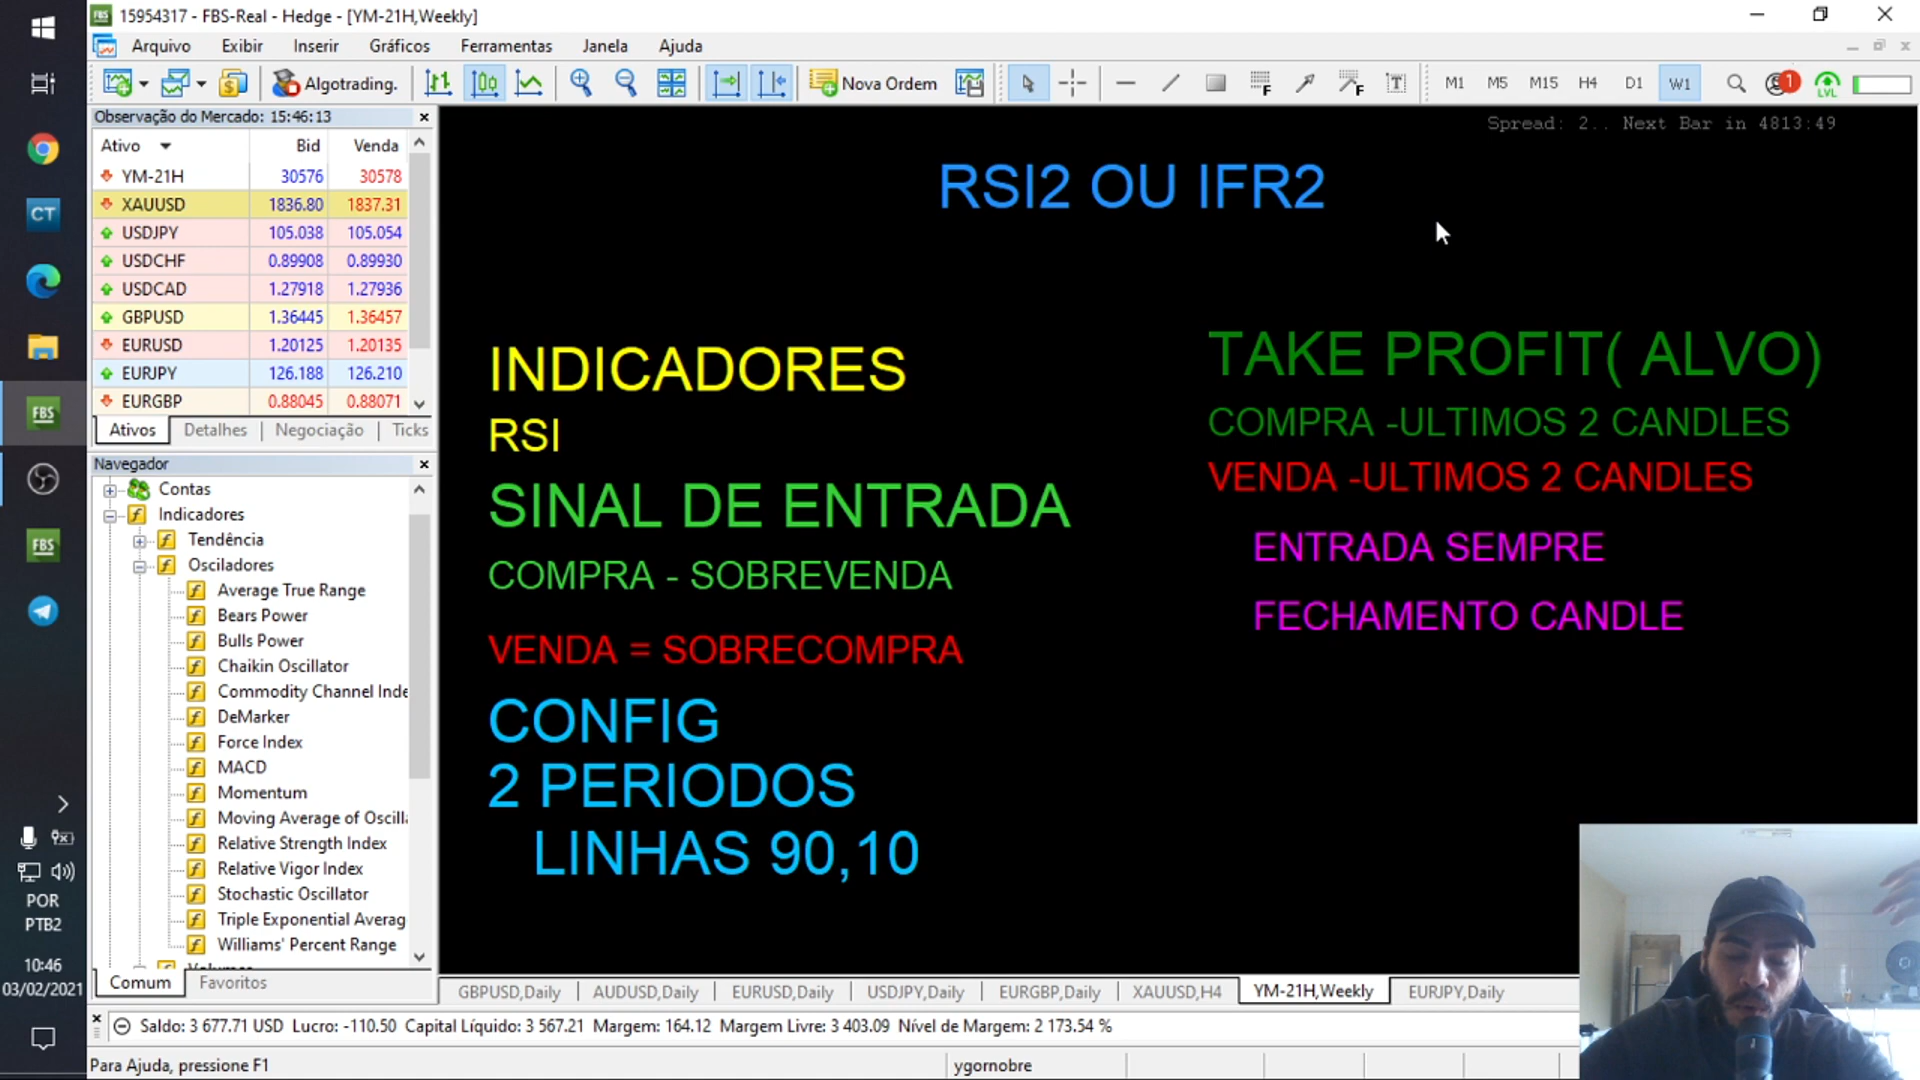 15954317 - FBS-Real - Hedge - [YM-21H,Weekly]
Arquivo Exibir Inserir Gráficos Ferramentas Janela Ajuda
Algotrading. Nova Ordem M1 M5 M15 H4 D1 W1 1 LVL
Observação do Mercado: 15:46:13
Ativo Bid Venda
YM-21H 30576 30578
XAUUSD 1836.80 1837.31
USDJPY 105.038 105.054
USDCHF 0.89908 0.89930
USDCAD 1.27918 1.27936
GBPUSD 1.36445 1.36457
EURUSD 1.20125 1.20135
EURJPY 126.188 126.210
EURGBP 0.88045 0.88071
Ativos Detalhes Negociação Ticks
Navegador
Contas
Indicadores
Tendência
Osciladores
Average True Range
Bears Power
Bulls Power
Chaikin Oscillator
Commodity Channel Inde
DeMarker
Force Index
MACD
Momentum
Moving Average of Oscill
Relative Strength Index
Relative Vigor Index
Stochastic Oscillator
Triple Exponential Averag
Williams' Percent Range
Comum Favoritos
Spread: 2.. Next Bar in 4813:49
RSI2 OU IFR2
INDICADORES
RSI
SINAL DE ENTRADA
COMPRA - SOBREVENDA
VENDA = SOBRECOMPRA
CONFIG
2 PERIODOS
LINHAS 90,10
TAKE PROFIT( ALVO)
COMPRA -ULTIMOS 2 CANDLES
VENDA -ULTIMOS 2 CANDLES
ENTRADA SEMPRE
FECHAMENTO CANDLE
GBPUSD,Daily AUDUSD,Daily EURUSD,Daily USDJPY,Daily EURGBP,Daily XAUUSD,H4 YM-21H,Weekly EURJPY,Daily
Saldo: 3 677.71 USD Lucro: -110.50 Capital Líquido: 3 567.21 Margem: 164.12 Margem Livre: 3 403.09 Nível de Margem: 2 173.54 %
Para Ajuda, pressione F1
ygornobre
CT
FBS
FBS
POR
PTB2
10:46
03/02/2021